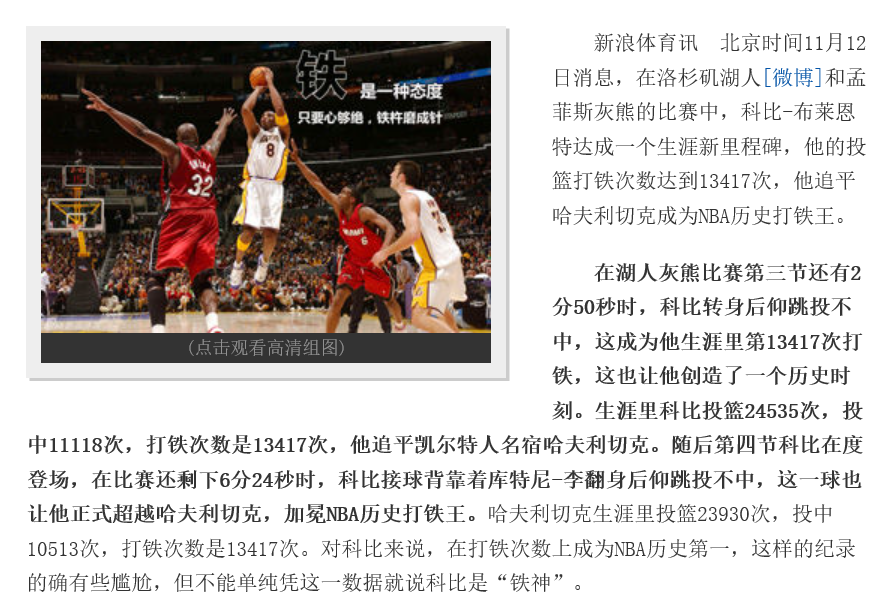 铁
是一种态度
只要心够绝，铁杵磨成针
32
8
6
(点击观看高清组图)
新浪体育讯　北京时间11月12
日消息，在洛杉矶湖人[微博]和孟
菲斯灰熊的比赛中，科比-布莱恩
特达成一个生涯新里程碑，他的投
篮打铁次数达到13417次，他追平
哈夫利切克成为NBA历史打铁王。
在湖人灰熊比赛第三节还有2
分50秒时，科比转身后仰跳投不
中，这成为他生涯里第13417次打
铁，这也让他创造了一个历史时
刻。生涯里科比投篮24535次，投
中11118次，打铁次数是13417次，他追平凯尔特人名宿哈夫利切克。随后第四节科比在度
登场，在比赛还剩下6分24秒时，科比接球背靠着库特尼-李翻身后仰跳投不中，这一球也
让他正式超越哈夫利切克，加冕NBA历史打铁王。哈夫利切克生涯里投篮23930次，投中
10513次，打铁次数是13417次。对科比来说，在打铁次数上成为NBA历史第一，这样的纪录
的确有些尴尬，但不能单纯凭这一数据就说科比是“铁神”。